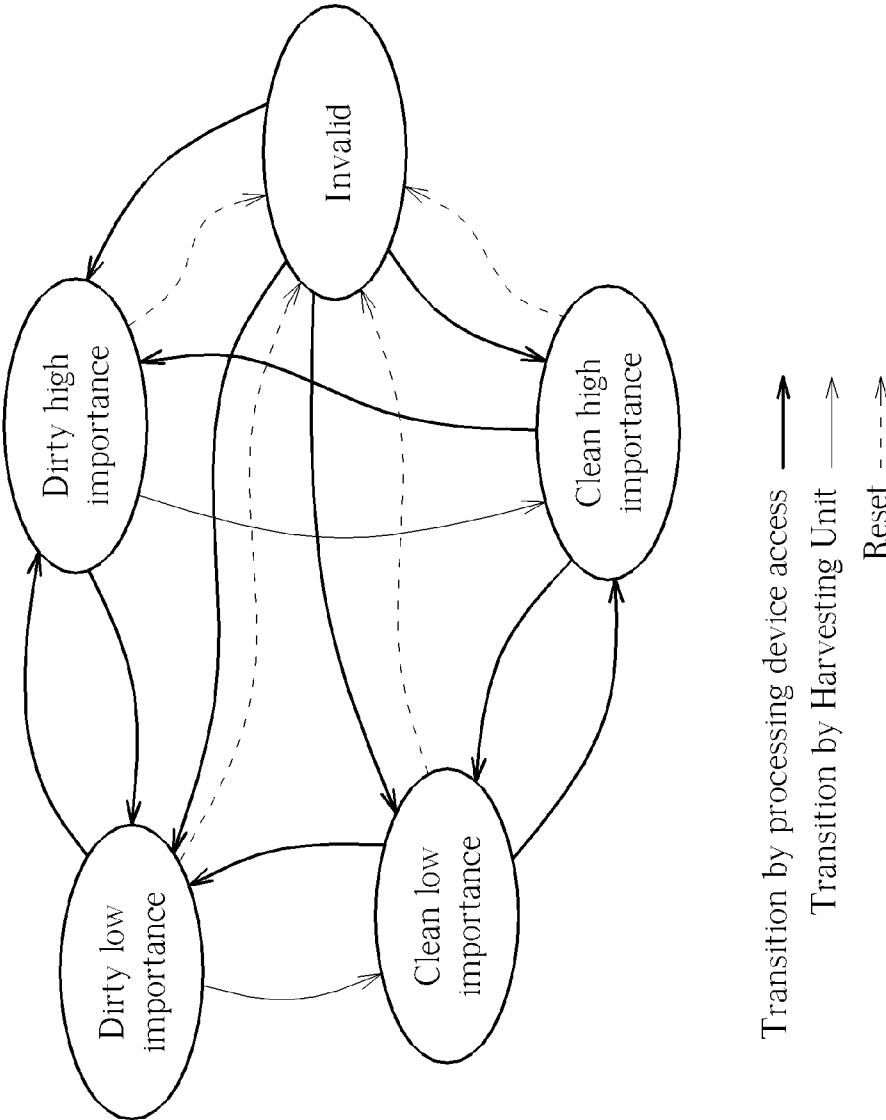 Dirty low
importance
Dirty high
importance
Invalid
Clean low
importance
Clean high
importance
Transition by processing device access
Transition by Harvesting Unit
Reset